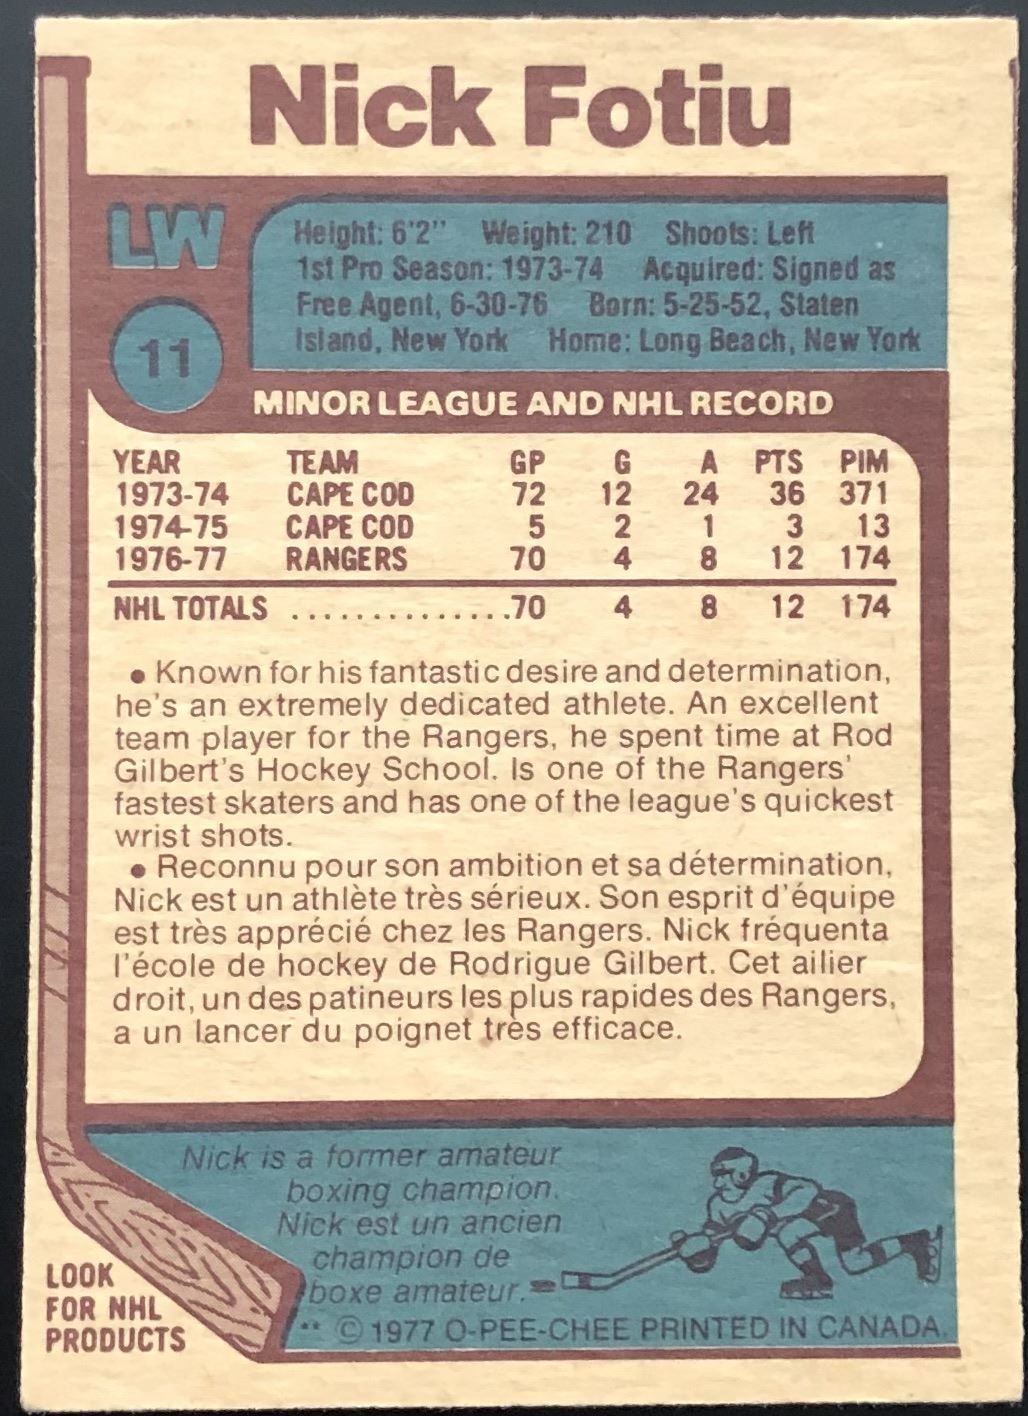 Nick Fotiu
LW
11
Height: 6'2" Weight: 210 Shoots: Left
1st Pro Season: 1973-74 Acquired: Signed as
Free Agent, 6-30-76 Born: 5-25-52, Staten
Island, New York Home: Long Beach, New York
MINOR LEAGUE AND NHL RECORD
YEAR TEAM GP G A PTS PIM
1973-74 CAPE COD 72 12 24 36 371
1974-75 CAPE COD 5 2 1 3 13
1976-77 RANGERS 70 4 8 12 174
NHL TOTALS ..............70 4 8 12 174
• Known for his fantastic desire and determination,
he's an extremely dedicated athlete. An excellent
team player for the Rangers, he spent time at Rod
Gilbert's Hockey School. Is one of the Rangers'
fastest skaters and has one of the league's quickest
wrist shots.
• Reconnu pour son ambition et sa détermination,
Nick est un athlète très sérieux. Son esprit d'équipe
est très apprécié chez les Rangers. Nick fréquenta
l'école de hockey de Rodrigue Gilbert. Cet ailier
droit, un des patineurs les plus rapides des Rangers,
a un lancer du poignet très efficace.
Nick is a former amateur
boxing champion.
Nick est un ancien
champion de
boxe amateur.
LOOK
FOR NHL
PRODUCTS
** © 1977 O-PEE-CHEE PRINTED IN CANADA.